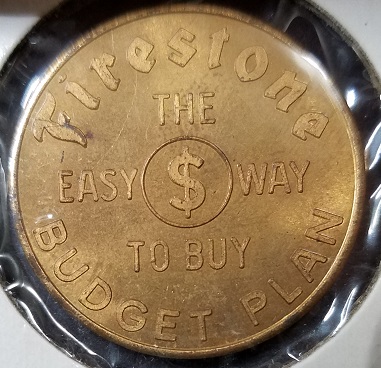 Firestone
THE
EASY $ WAY
TO BUY
BUDGET PLAN